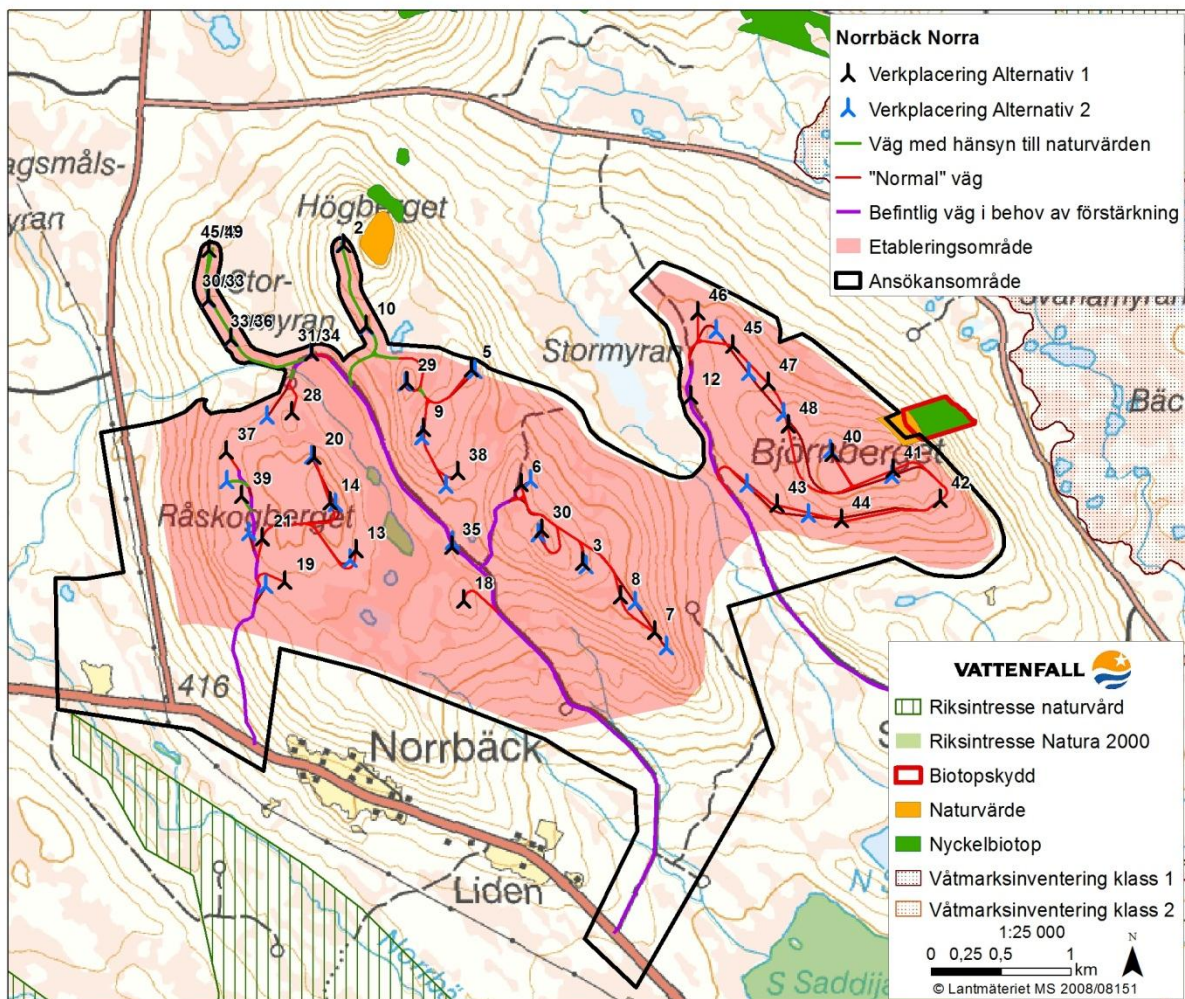 Norrbäck Norra
Verkplacering Alternativ 1
Verkplacering Alternativ 2
Väg med hänsyn till naturvärden
"Normal" väg
Befintlig väg i behov av förstärkning
Etableringsområde
Ansökansområde
agsmåls-
yran
Högberget
2
45/49
30/33
Stor-
myran
33/36
10
31/34
Stormyran
46
45
47
12
5
29
28
9
48
37
20
38
40
Björnberget
41
42
43
44
39
14
6
Råskogberget
21
13
35
30
3
19
18
8
7
Bäc
416
Norrbäck
Liden
S Saddija
VATTENFALL
Riksintresse naturvård
Riksintresse Natura 2000
Biotopskydd
Naturvärde
Nyckelbiotop
Våtmarksinventering klass 1
Våtmarksinventering klass 2
1:25 000
0 0,25 0,5 1
km
N
© Lantmäteriet MS 2008/08151